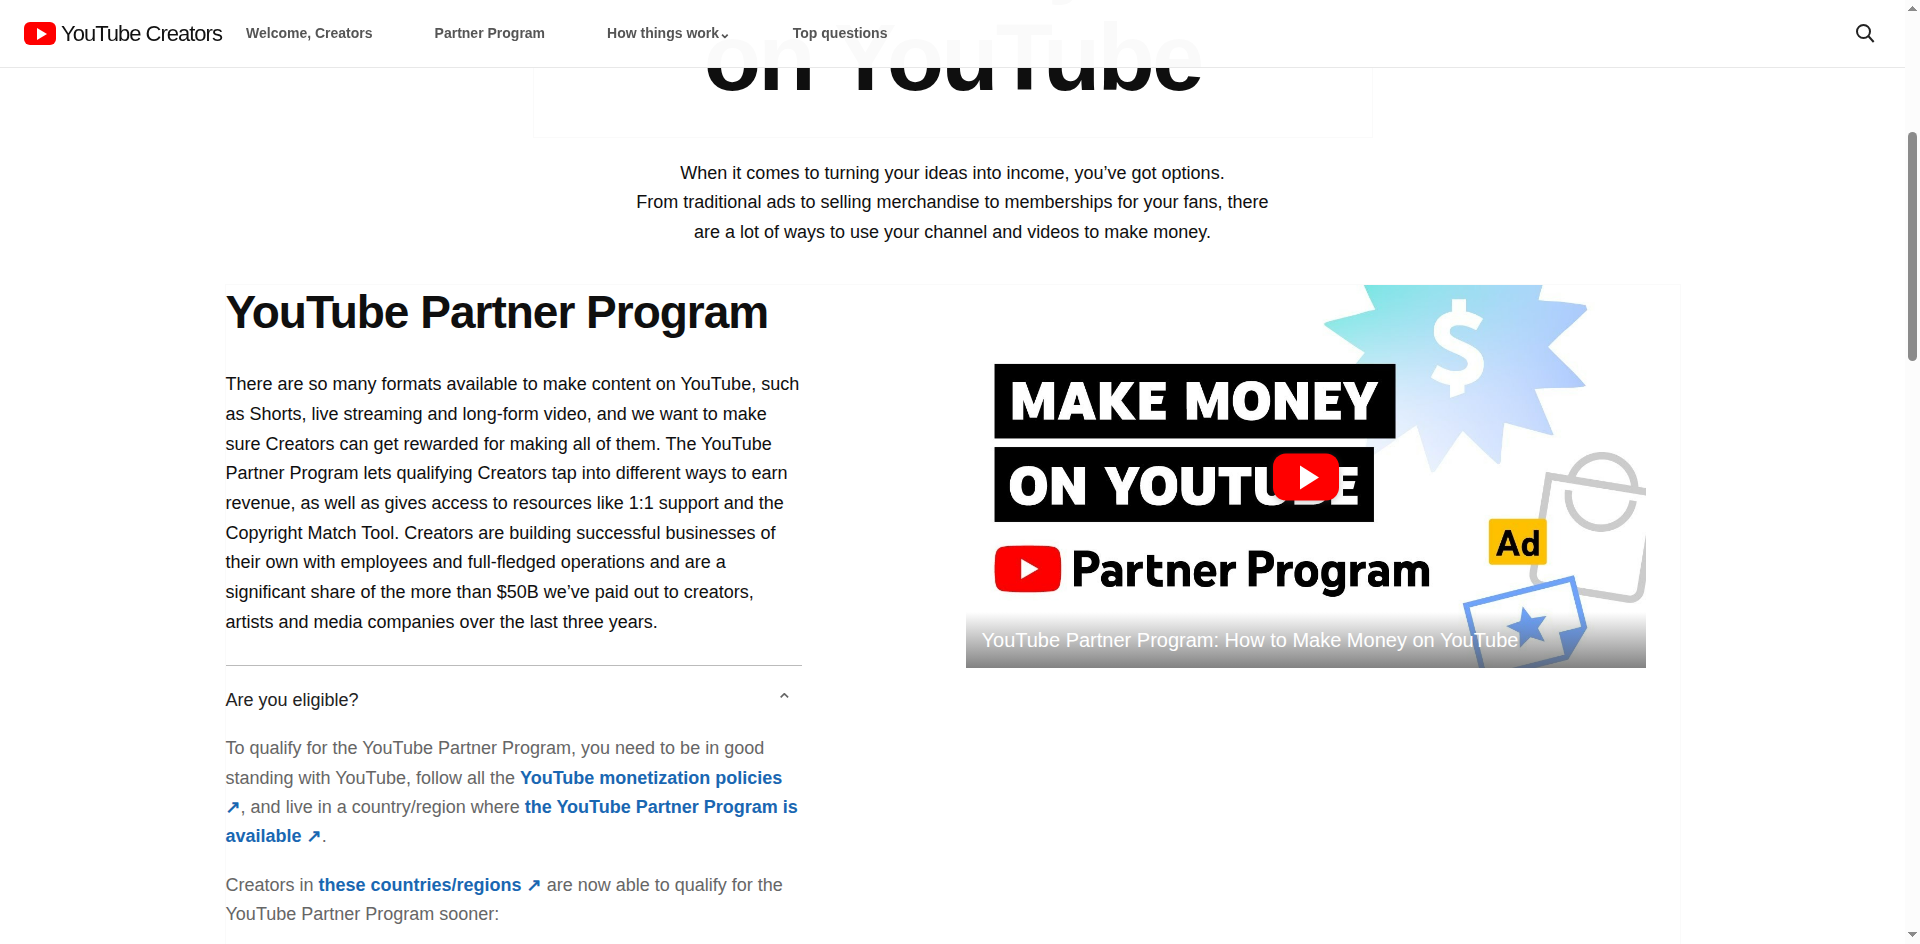 YouTube Creators
Welcome, Creators
Partner Program
How things work
Top questions
on YouTube
When it comes to turning your ideas into income, you’ve got options.
From traditional ads to selling merchandise to memberships for your fans, there
are a lot of ways to use your channel and videos to make money.
YouTube Partner Program
There are so many formats available to make content on YouTube, such
as Shorts, live streaming and long-form video, and we want to make
sure Creators can get rewarded for making all of them. The YouTube
Partner Program lets qualifying Creators tap into different ways to earn
revenue, as well as gives access to resources like 1:1 support and the
Copyright Match Tool. Creators are building successful businesses of
their own with employees and full-fledged operations and are a
significant share of the more than $50B we’ve paid out to creators,
artists and media companies over the last three years.
Are you eligible?
To qualify for the YouTube Partner Program, you need to be in good
standing with YouTube, follow all the YouTube monetization policies
↗, and live in a country/region where the YouTube Partner Program is
available ↗.
Creators in these countries/regions ↗ are now able to qualify for the
YouTube Partner Program sooner:
$
MAKE MONEY
ON YOUTUBE
Ad
Partner Program
YouTube Partner Program: How to Make Money on YouTube